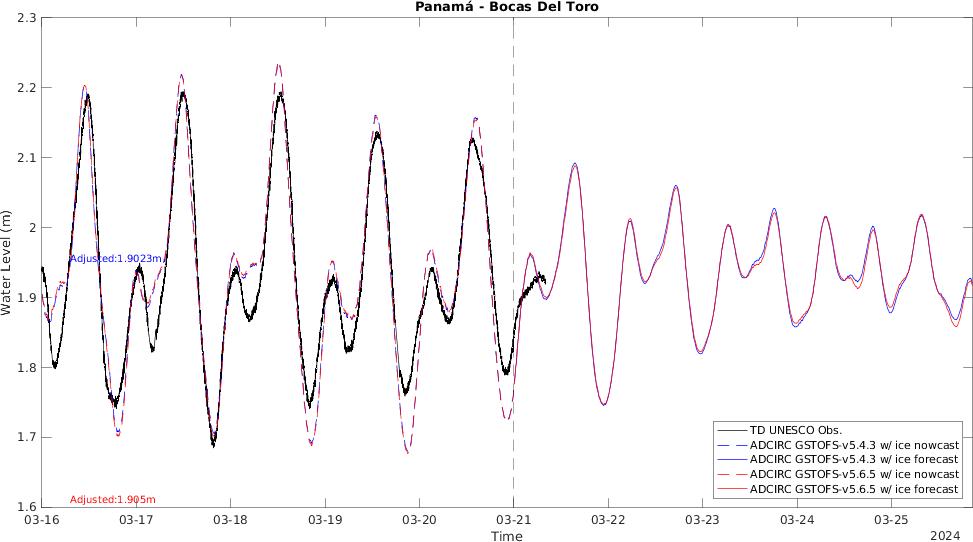 Panamá - Bocas Del Toro
Water Level (m)
2.3
2.2
2.1
2
1.9
1.8
1.7
1.6
Adjusted:1.9023m
Adjusted:1.905m
TD UNESCO Obs.
ADCIRC GSTOFS-v5.4.3 w/ ice nowcast
ADCIRC GSTOFS-v5.4.3 w/ ice forecast
ADCIRC GSTOFS-v5.6.5 w/ ice nowcast
ADCIRC GSTOFS-v5.6.5 w/ ice forecast
03-16 03-17 03-18 03-19 03-20 03-21 03-22 03-23 03-24 03-25
Time
2024